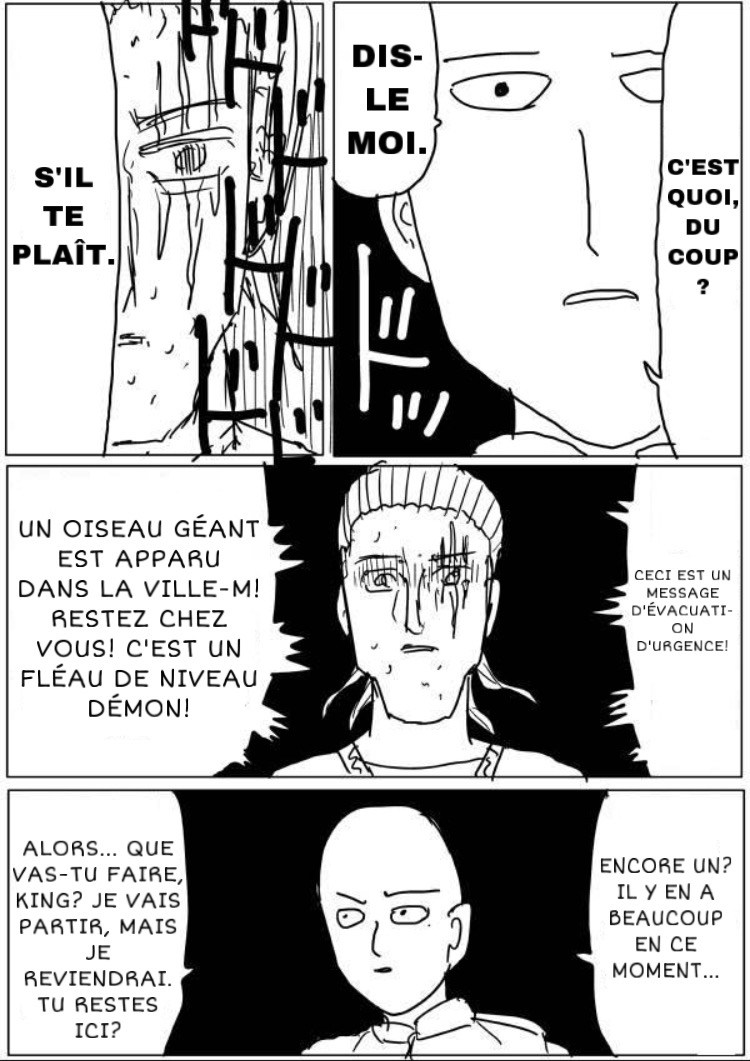 C'EST
QUOI,
DU
COUP
?
DIS-
LE
MOI.
ドッ
S'IL
TE
PLAÎT.
CECI EST UN
MESSAGE
D'ÉVACUATI-
ON
D'URGENCE!
UN OISEAU GÉANT
EST APPARU
DANS LA VILLE-M!
RESTEZ CHEZ
VOUS! C'EST UN
FLÉAU DE NIVEAU
DÉMON!
ENCORE UN?
IL Y EN A
BEAUCOUP
EN CE
MOMENT...
ALORS... QUE
VAS-TU FAIRE,
KING? JE VAIS
PARTIR, MAIS
JE
REVIENDRAI.
TU RESTES
ICI?